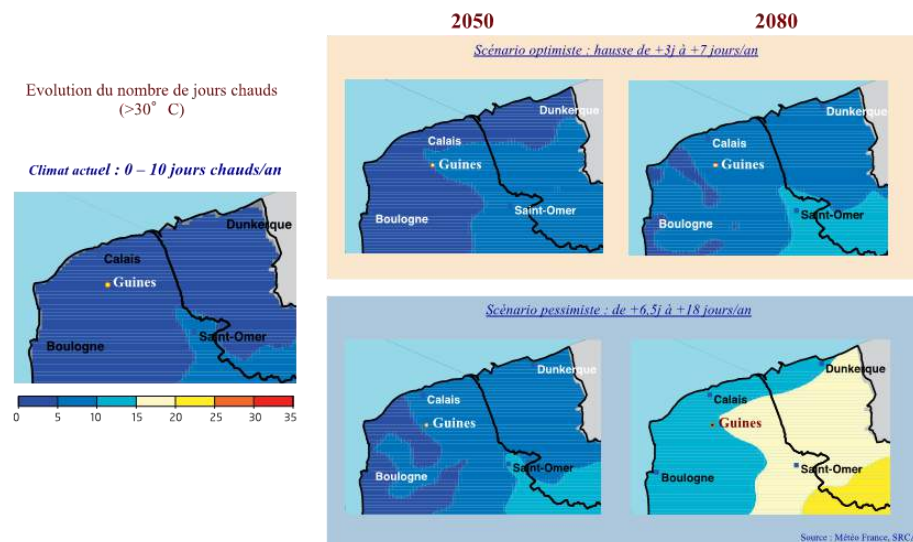 2050
2080
Scénario optimiste : hausse de +3j à +7 jours/an
Evolution du nombre de jours chauds
(>30° C)
Climat actuel : 0 – 10 jours chauds/an
Dunkerque
Calais
Guines
Boulogne
Saint-Omer
0 5 10 15 20 25 30 35
Dunkerque
Calais
Guines
Boulogne
Saint-Omer
Dunkerque
Calais
Guines
Boulogne
Saint-Omer
Scénario pessimiste : de +6,5j à +18 jours/an
Dunkerque
Calais
Guines
Boulogne
Saint-Omer
Dunkerque
Calais
Guines
Boulogne
Saint-Omer
Source : Météo France, SRCA